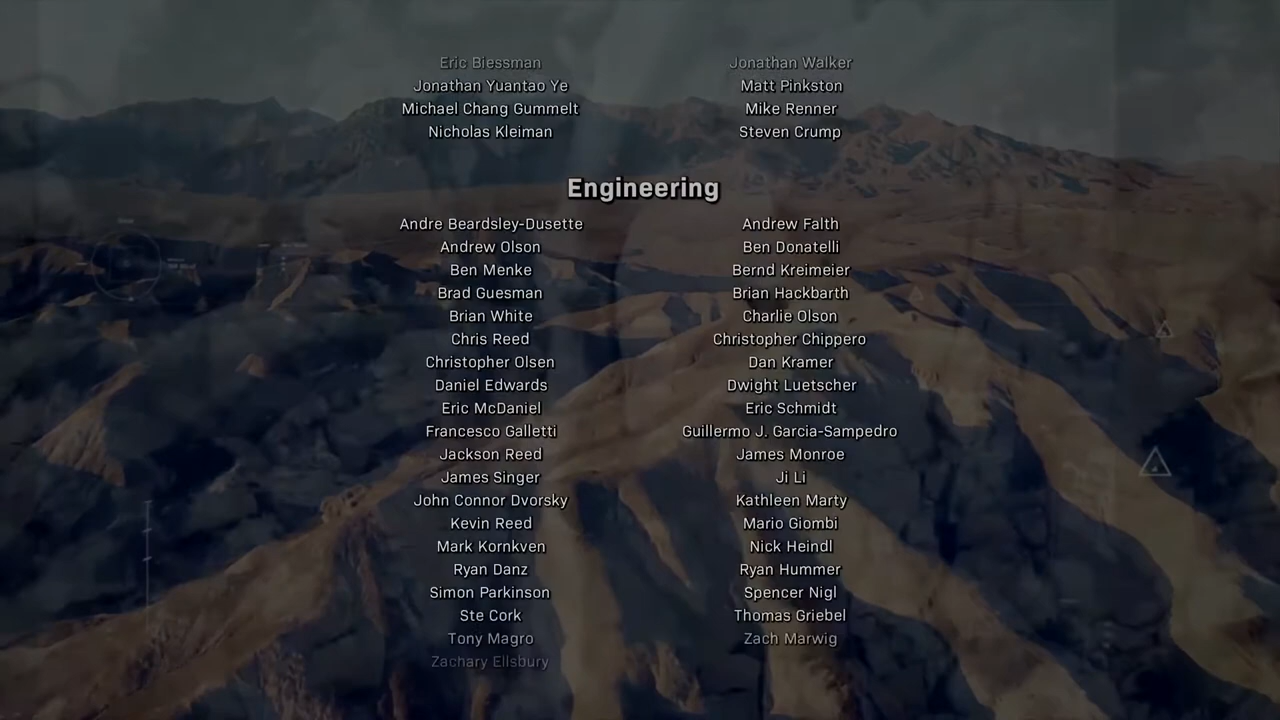 Eric Biessman Jonathan Walker
Jonathan Yuantao Ye Matt Pinkston
Michael Chang Gummelt Mike Renner
Nicholas Kleiman Steven Crump
Engineering
Andre Beardsley-Dusette Andrew Falth
Andrew Olson Ben Donatelli
Ben Menke Bernd Kreimeier
Brad Guesman Brian Hackbarth
Brian White Charlie Olson
Chris Reed Christopher Chippero
Christopher Olsen Dan Kramer
Daniel Edwards Dwight Luetscher
Eric McDaniel Eric Schmidt
Francesco Galletti Guillermo J. Garcia-Sampedro
Jackson Reed James Monroe
James Singer Ji Li
John Connor Dvorsky Kathleen Marty
Kevin Reed Mario Giombi
Mark Kornkven Nick Heindl
Ryan Danz Ryan Hummer
Simon Parkinson Spencer Nigl
Ste Cork Thomas Griebel
Tony Magro Zach Marwig
Zachary Ellsbury